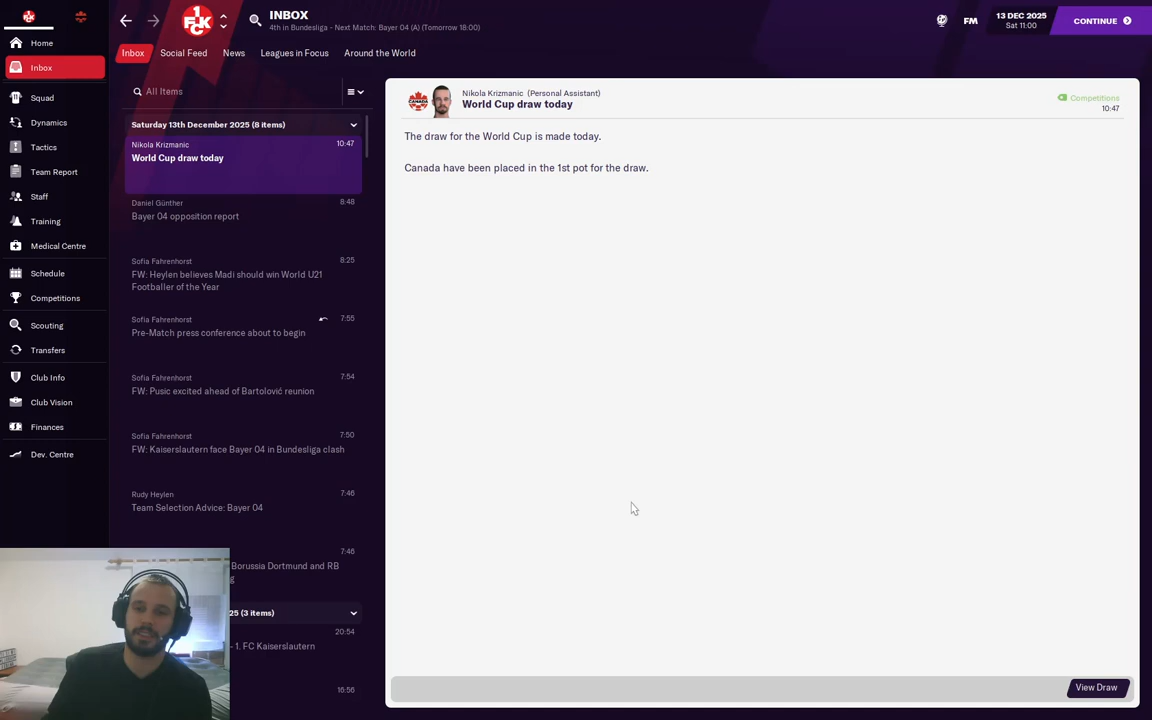 INBOX
4th in Bundesliga - Next Match: Bayer 04 (A) (Tomorrow 18:00)
FM
13 DEC 2025
Sat 11:00
CONTINUE
Home
Inbox
Squad
Dynamics
Tactics
Team Report
Staff
Training
Medical Centre
Schedule
Competitions
Scouting
Transfers
Club Info
Club Vision
Finances
Dev. Centre
Inbox
Social Feed
News
Leagues in Focus
Around the World
All Items
Saturday 13th December 2025 (8 items)
Nikola Krizmanic
10:47
World Cup draw today
Daniel Günther
8:48
Bayer 04 opposition report
Sofia Fahrenhorst
8:25
FW: Heylen believes Madi should win World U21
Footballer of the Year
Sofia Fahrenhorst
7:55
Pre-Match press conference about to begin
Sofia Fahrenhorst
7:54
FW: Pusic excited ahead of Bartolović reunion
Sofia Fahrenhorst
7:50
FW: Kaiserslautern face Bayer 04 in Bundesliga clash
Rudy Heylen
7:46
Team Selection Advice: Bayer 04
7:46
Borussia Dortmund and RB
25 (3 items)
20:54
- 1. FC Kaiserslautern
16:56
CANADA
Nikola Krizmanic (Personal Assistant)
World Cup draw today
Competitions
10:47
The draw for the World Cup is made today.
Canada have been placed in the 1st pot for the draw.
View Draw